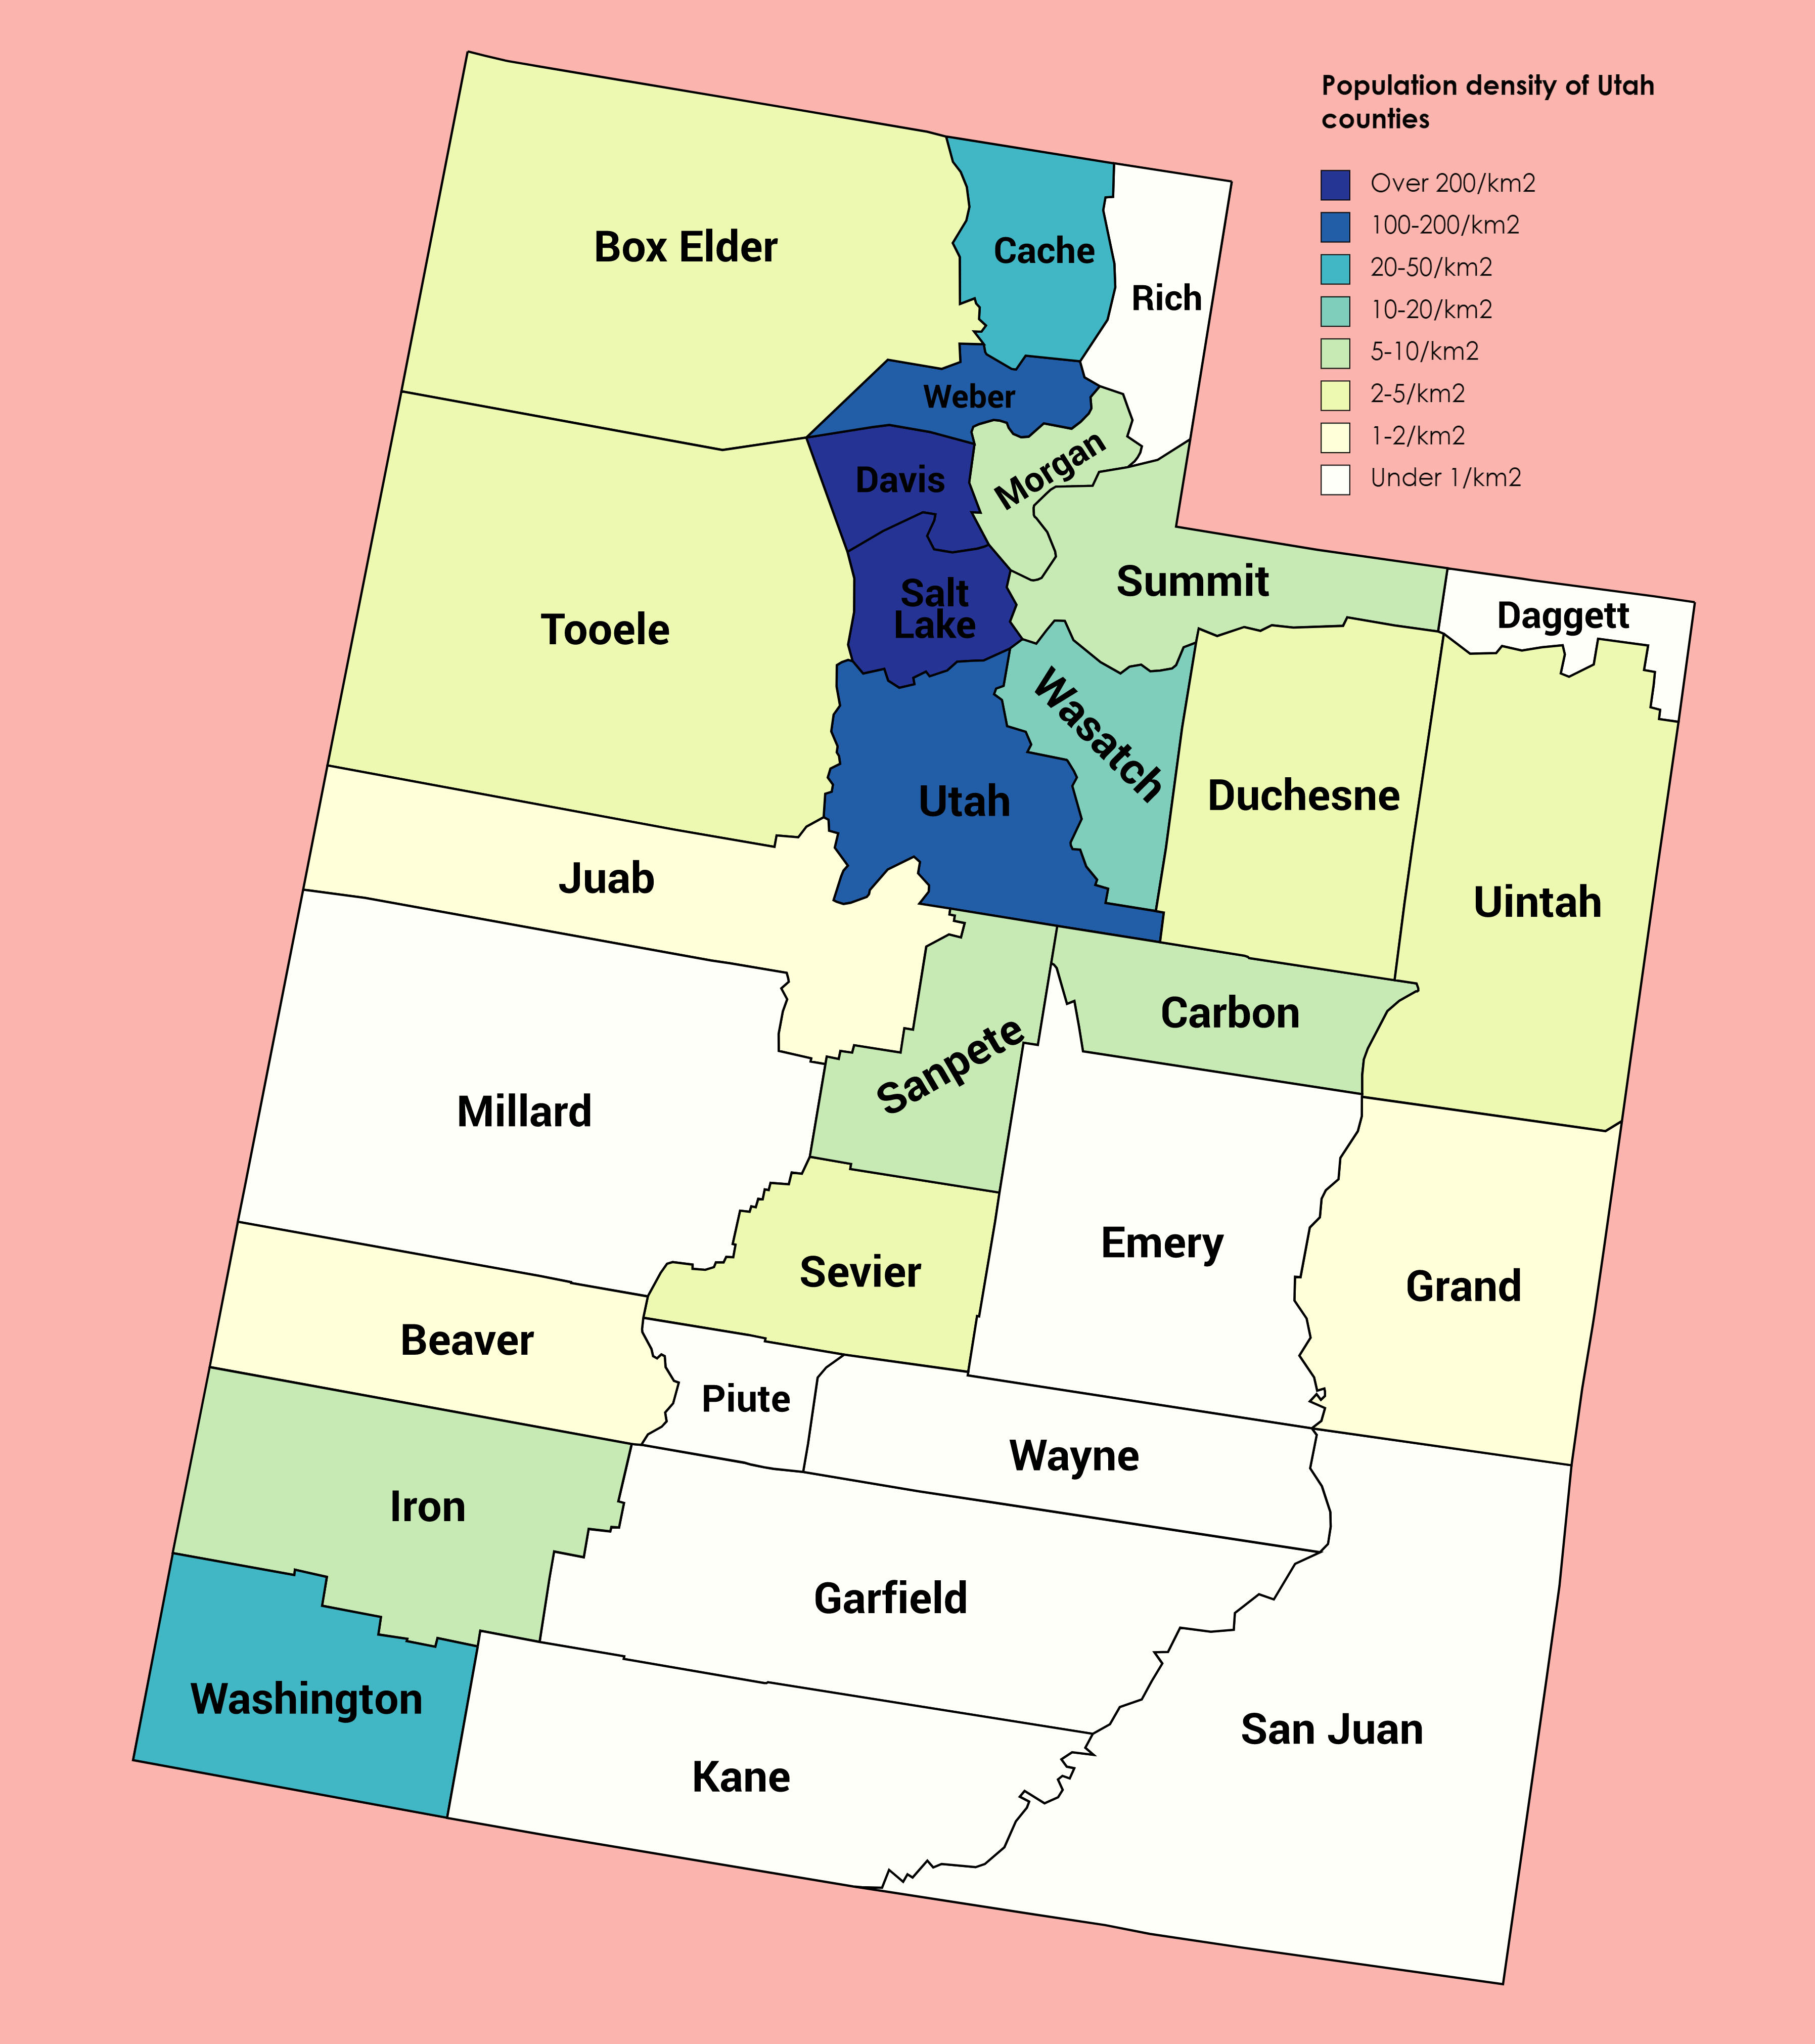 Population density of Utah
counties
Over 200/km2
100-200/km2
20-50/km2
10-20/km2
5-10/km2
2-5/km2
1-2/km2
Under 1/km2
Box Elder
Cache
Rich
Weber
Davis
Morgan
Salt
Lake
Summit
Daggett
Tooele
Wasatch
Utah
Duchesne
Uintah
Juab
Carbon
Sanpete
Millard
Emery
Sevier
Grand
Beaver
Piute
Wayne
Iron
Garfield
Washington
San Juan
Kane